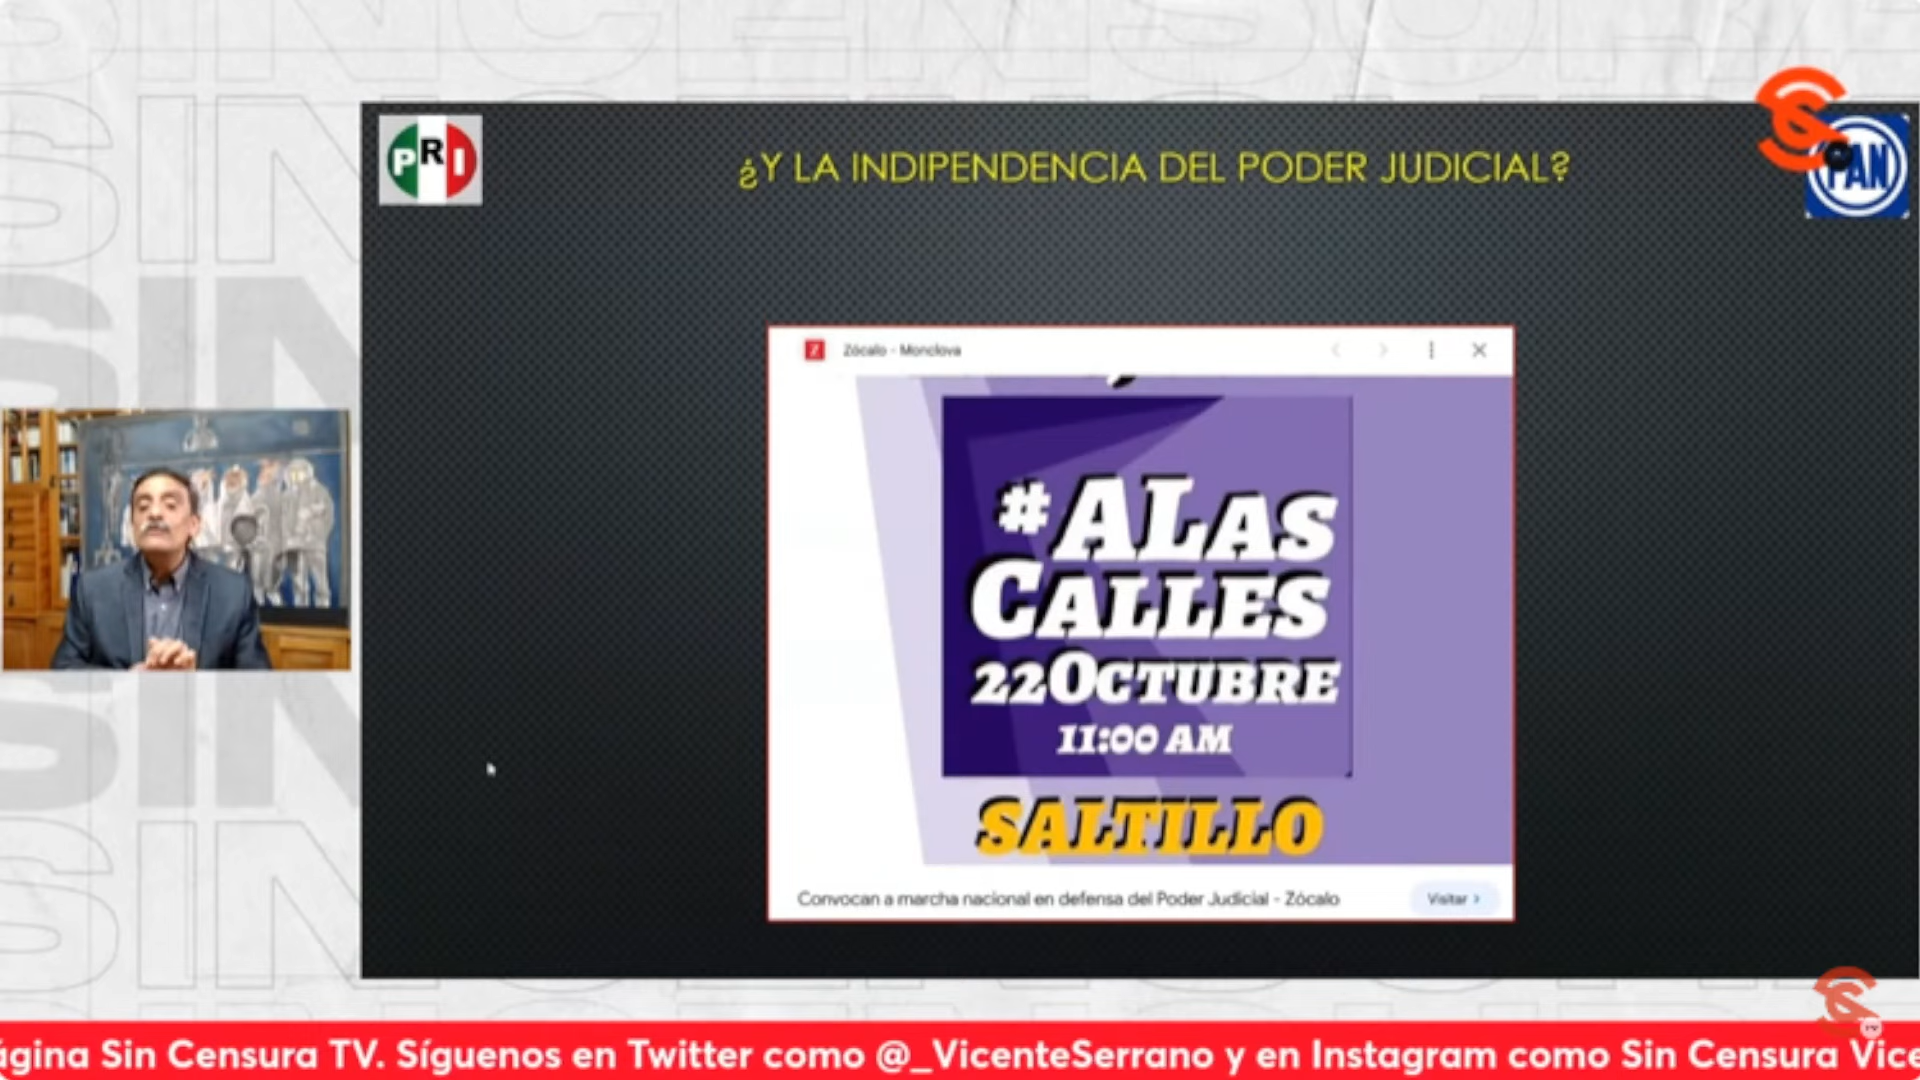 PRI
¿Y LA INDIPENDENCIA DEL PODER JUDICIAL?
PAN
Z Zócalo - Monclova
#ALAS
CALLES
22OCTUBRE
11:00 AM
SALTILLO
Convocan a marcha nacional en defensa del Poder Judicial - Zócalo
Visitar
ágina Sin Censura TV. Síguenos en Twitter como @_VicenteSerrano y en Instagram como Sin Censura Vice